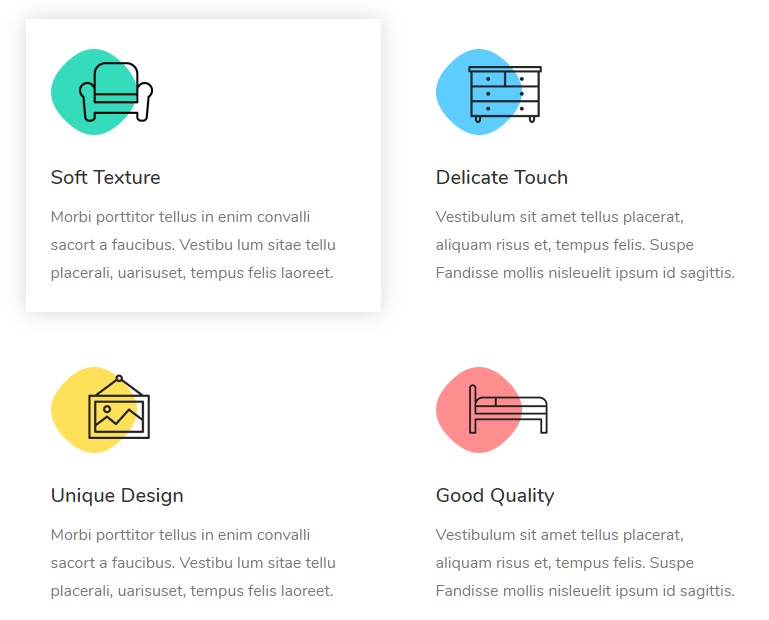 Soft Texture
Morbi porttitor tellus in enim convalli
sacort a faucibus. Vestibu lum sitae tellu
placerali, uarisuset, tempus felis laoreet.
Delicate Touch
Vestibulum sit amet tellus placerat,
aliquam risus et, tempus felis. Suspe
Fandisse mollis nisleuelit ipsum id sagittis.
Unique Design
Morbi porttitor tellus in enim convalli
sacort a faucibus. Vestibu lum sitae tellu
placerali, uarisuset, tempus felis laoreet.
Good Quality
Vestibulum sit amet tellus placerat,
aliquam risus et, tempus felis. Suspe
Fandisse mollis nisleuelit ipsum id sagittis.